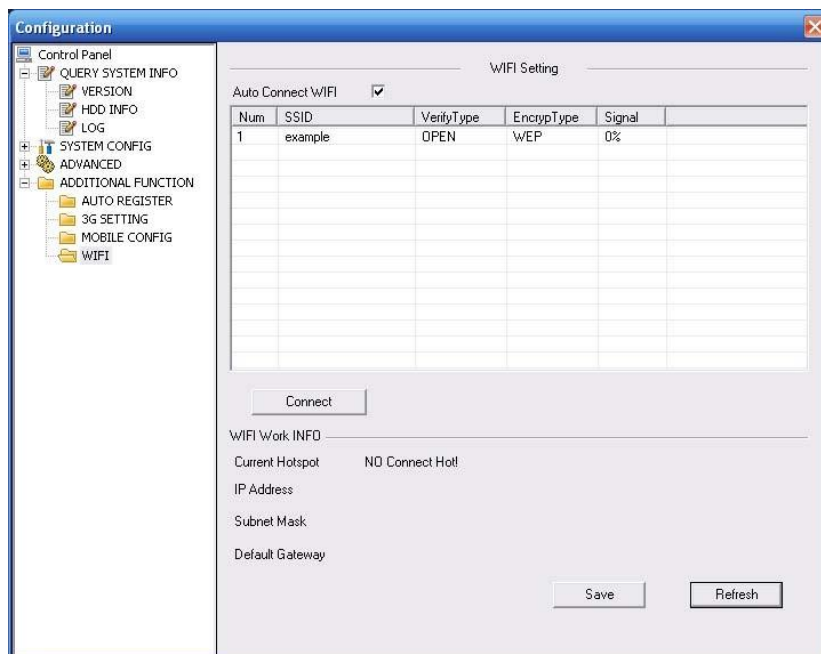 Configuration
Control Panel
QUERY SYSTEM INFO
VERSION
HDD INFO
LOG
SYSTEM CONFIG
ADVANCED
ADDITIONAL FUNCTION
AUTO REGISTER
3G SETTING
MOBILE CONFIG
WIFI
WIFI Setting
Auto Connect WIFI
Num SSID VerifyType EncrypType Signal
1 example OPEN WEP 0%
Connect
WIFI Work INFO
Current Hotspot NO Connect Hot!
IP Address
Subnet Mask
Default Gateway
Save Refresh